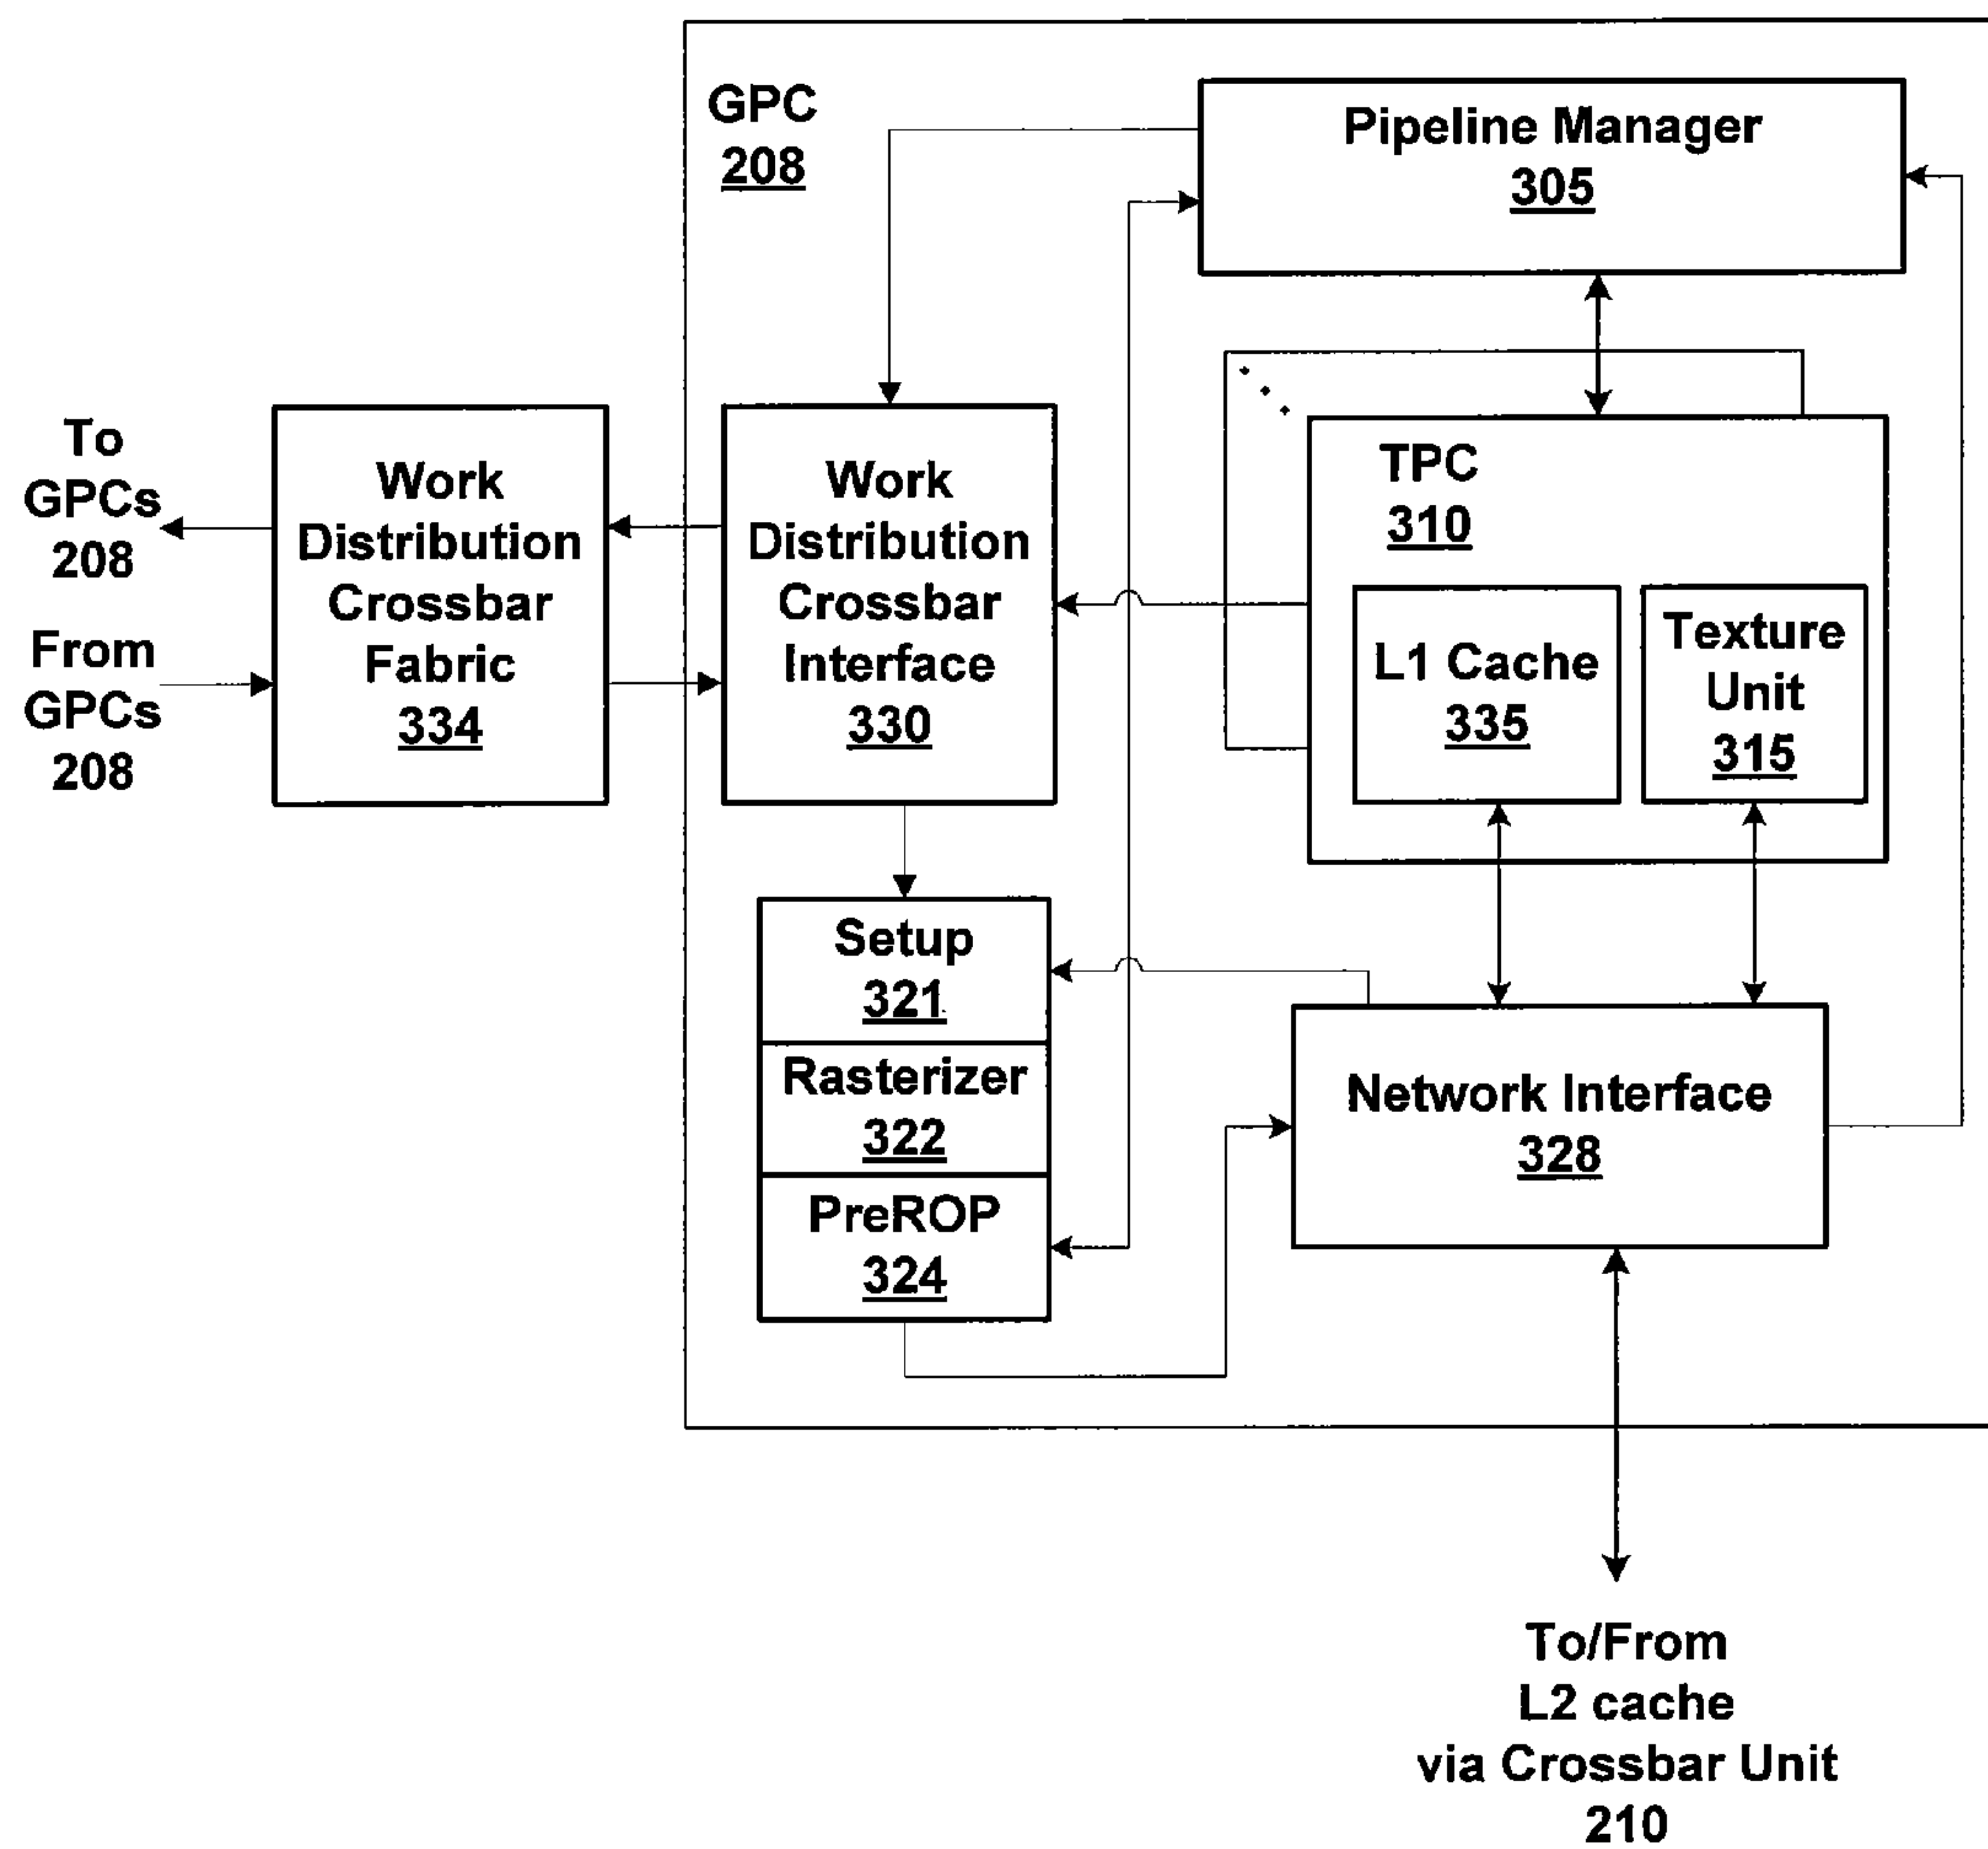 GPC
208
Pipeline Manager
305
To
GPCs
208
From
GPCs
208
Work
Distribution
Crossbar
Fabric
334
Work
Distribution
Crossbar
Interface
330
TPC
310
L1 Cache
335
Texture
Unit
315
Setup
321
Rasterizer
322
PreROP
324
Network Interface
328
To/From
L2 cache
via Crossbar Unit
210